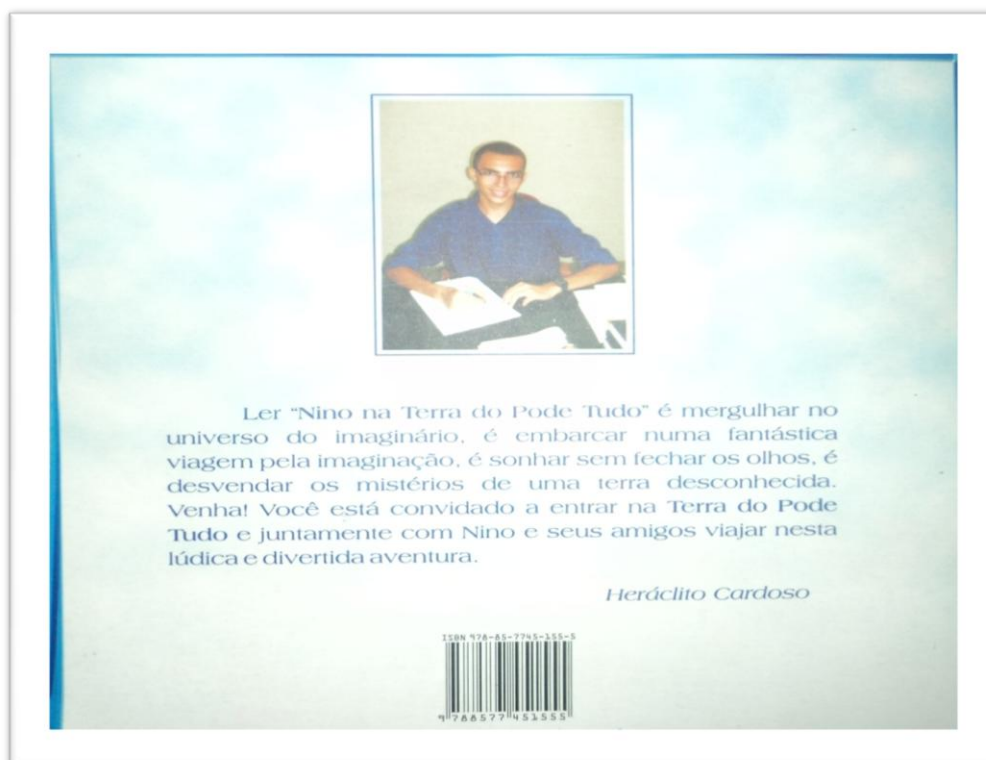 Ler "Nino na Terra do Pode Tudo" é mergulhar no
universo do imaginário, é embarcar numa fantástica
viagem pela imaginação, é sonhar sem fechar os olhos, é
desvendar os mistérios de uma terra desconhecida.
Venha! Você está convidado a entrar na Terra do Pode
Tudo e juntamente com Nino e seus amigos viajar nesta
lúdica e divertida aventura.
Heráclito Cardoso
ISBN 978-85-7745-155-5
9 788577 451555